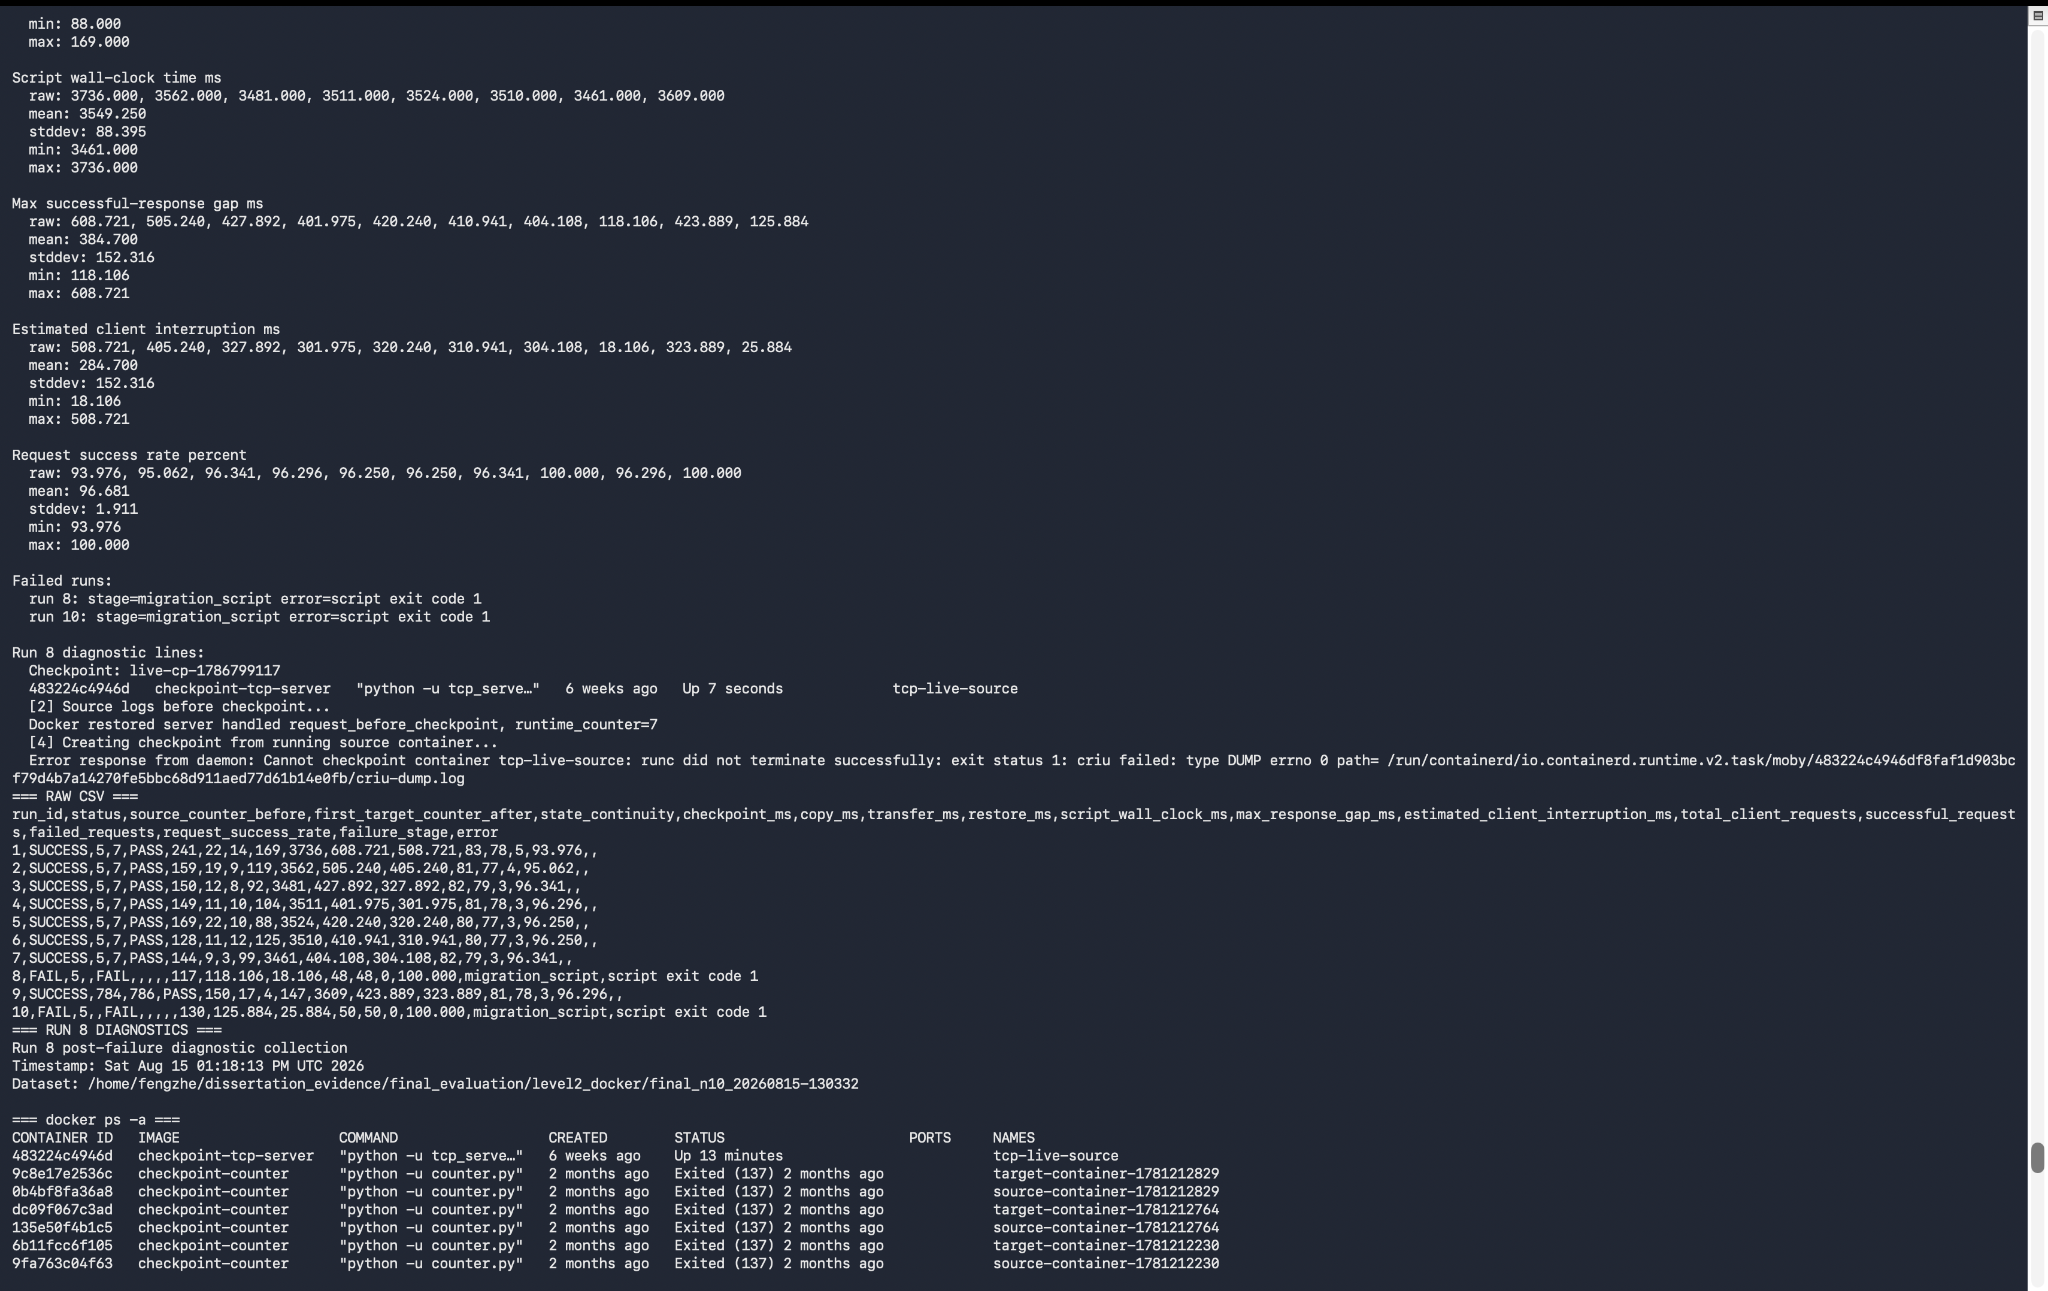 min: 88.000
max: 169.000
Script wall-clock time ms
raw: 3736.000, 3562.000, 3481.000, 3511.000, 3524.000, 3510.000, 3461.000, 3609.000
mean: 3549.250
stddev: 88.395
min: 3461.000
max: 3736.000
Max successful-response gap ms
raw: 608.721, 505.240, 427.892, 401.975, 420.240, 410.941, 404.108, 118.106, 423.889, 125.884
mean: 384.700
stddev: 152.316
min: 118.106
max: 608.721
Estimated client interruption ms
raw: 508.721, 405.240, 327.892, 301.975, 320.240, 310.941, 304.108, 18.106, 323.889, 25.884
mean: 284.700
stddev: 152.316
min: 18.106
max: 508.721
Request success rate percent
raw: 93.976, 95.062, 96.341, 96.296, 96.250, 96.250, 96.341, 100.000, 96.296, 100.000
mean: 96.681
stddev: 1.911
min: 93.976
max: 100.000
Failed runs:
run 8: stage=migration_script error=script exit code 1
run 10: stage=migration_script error=script exit code 1
Run 8 diagnostic lines:
Checkpoint: live-cp-1786799117
483224c4946d   checkpoint-tcp-server   "python -u tcp_serve…"   6 weeks ago   Up 7 seconds             tcp-live-source
[2] Source logs before checkpoint...
Docker restored server handled request_before_checkpoint, runtime_counter=7
[4] Creating checkpoint from running source container...
Error response from daemon: Cannot checkpoint container tcp-live-source: runc did not terminate successfully: exit status 1: criu failed: type DUMP errno 0 path= /run/containerd/io.containerd.runtime.v2.task/moby/483224c4946df8faf1d903bc
f79d4b7a14270fe5bbc68d911aed77d61b14e0fb/criu-dump.log
=== RAW CSV ===
run_id,status,source_counter_before,first_target_counter_after,state_continuity,checkpoint_ms,copy_ms,transfer_ms,restore_ms,script_wall_clock_ms,max_response_gap_ms,estimated_client_interruption_ms,total_client_requests,successful_request
s,failed_requests,request_success_rate,failure_stage,error
1,SUCCESS,5,7,PASS,241,22,14,169,3736,608.721,508.721,83,78,5,93.976,,
2,SUCCESS,5,7,PASS,159,19,9,119,3562,505.240,405.240,81,77,4,95.062,,
3,SUCCESS,5,7,PASS,150,12,8,92,3481,427.892,327.892,82,79,3,96.341,,
4,SUCCESS,5,7,PASS,149,11,10,104,3511,401.975,301.975,81,78,3,96.296,,
5,SUCCESS,5,7,PASS,169,22,10,88,3524,420.240,320.240,80,77,3,96.250,,
6,SUCCESS,5,7,PASS,128,11,12,125,3510,410.941,310.941,80,77,3,96.250,,
7,SUCCESS,5,7,PASS,144,9,3,99,3461,404.108,304.108,82,79,3,96.341,,
8,FAIL,5,,FAIL,,,,,117,118.106,18.106,48,48,0,100.000,migration_script,script exit code 1
9,SUCCESS,784,786,PASS,150,17,4,147,3609,423.889,323.889,81,78,3,96.296,,
10,FAIL,5,,FAIL,,,,,130,125.884,25.884,50,50,0,100.000,migration_script,script exit code 1
=== RUN 8 DIAGNOSTICS ===
Run 8 post-failure diagnostic collection
Timestamp: Sat Aug 15 01:18:13 PM UTC 2026
Dataset: /home/fengzhe/dissertation_evidence/final_evaluation/level2_docker/final_n10_20260815-130332
=== docker ps -a ===
CONTAINER ID   IMAGE                   COMMAND                  CREATED        STATUS                      PORTS     NAMES
483224c4946d   checkpoint-tcp-server   "python -u tcp_serve…"   6 weeks ago    Up 13 minutes                         tcp-live-source
9c8e17e2536c   checkpoint-counter      "python -u counter.py"   2 months ago   Exited (137) 2 months ago             target-container-1781212829
0b4bf8fa36a8   checkpoint-counter      "python -u counter.py"   2 months ago   Exited (137) 2 months ago             source-container-1781212829
dc09f067c3ad   checkpoint-counter      "python -u counter.py"   2 months ago   Exited (137) 2 months ago             target-container-1781212764
135e50f4b1c5   checkpoint-counter      "python -u counter.py"   2 months ago   Exited (137) 2 months ago             source-container-1781212764
6b11fcc6f105   checkpoint-counter      "python -u counter.py"   2 months ago   Exited (137) 2 months ago             target-container-1781212230
9fa763c04f63   checkpoint-counter      "python -u counter.py"   2 months ago   Exited (137) 2 months ago             source-container-1781212230